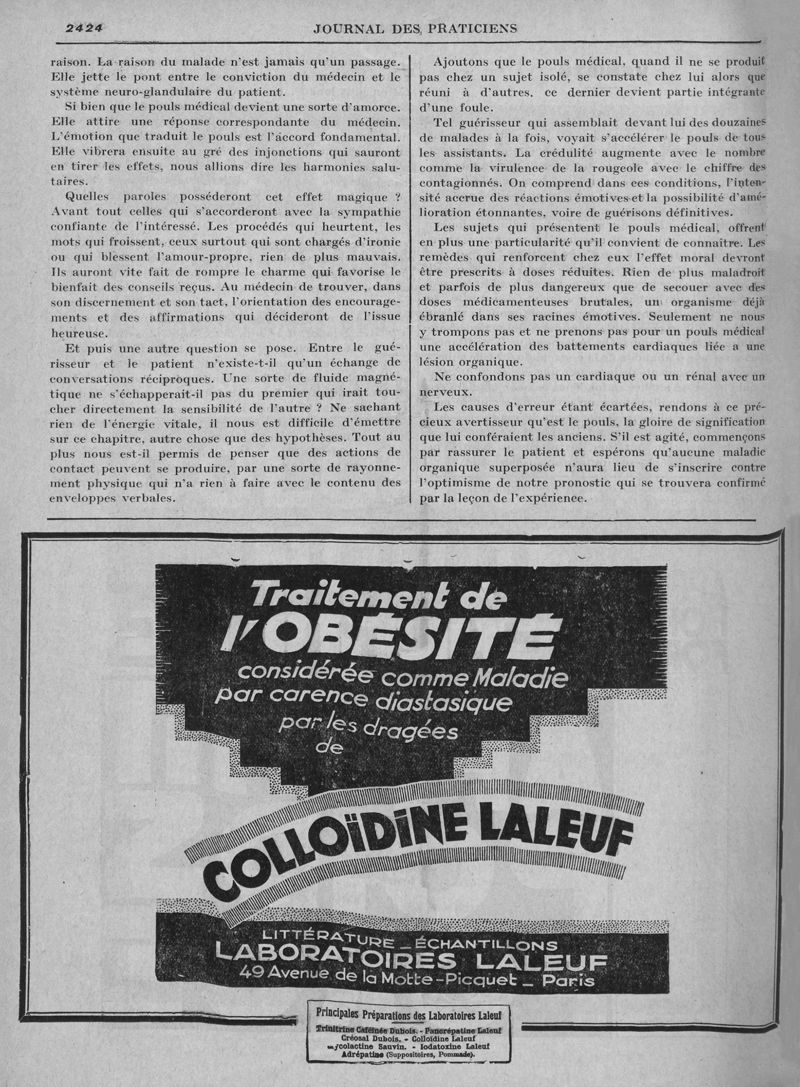 2424
JOURNAL DES PRATICIENS
raison. La raison du malade n'est jamais qu'un passage.
Elle jette le pont entre le conviction du médecin et le
système neuro-glandulaire du patient.
Si bien que le pouls médical devient une sorte d'amorce.
Elle attire une réponse correspondante du médecin.
L'émotion que traduit le pouls est l'accord fondamental.
Elle vibrera ensuite au gré des injonctions qui sauront
en tirer les effets, nous allions dire les harmonies salu-
taires.
Quelles paroles posséderont cet effet magique ?
Avant tout celles qui s'accorderont avec la sympathie
confiante de l'intéressé. Les procédés qui heurtent, les
mots qui froissent, ceux surtout qui sont chargés d'ironie
ou qui blessent l'amour-propre, rien de plus mauvais.
Ils auront vite fait de rompre le charme qui favorise le
bienfait des conseils reçus. Au médecin de trouver, dans
son discernement et son tact, l'orientation des encourage-
ments et des affirmations qui décideront de l'issue
heureuse.
Et puis une autre question se pose. Entre le gué-
risseur et le patient n'existe-t-il qu'un échange de
conversations réciproques. Une sorte de fluide magné-
tique ne s'échapperait-il pas du premier qui irait tou-
cher directement la sensibilité de l'autre ? Ne sachant
rien de l'énergie vitale, il nous est difficile d'émettre
sur ce chapitre, autre chose que des hypothèses. Tout au
plus nous est-il permis de penser que des actions de
contact peuvent se produire, par une sorte de rayonne-
ment physique qui n'a rien à faire avec le contenu des
enveloppes verbales.
Ajoutons que le pouls médical, quand il ne se produit
pas chez un sujet isolé, se constate chez lui alors que
réuni à d'autres, ce dernier devient partie intégrante
d'une foule.
Tel guérisseur qui assemblait devant lui des douzaines
de malades à la fois, voyait s'accélérer le pouls de tous
les assistants. La crédulité augmente avec le nombre
comme la virulence de la rougeole avec le chiffre des
contagionnés. On comprend dans ces conditions, l'inten-
sité accrue des réactions émotives et la possibilité d'amé-
lioration étonnantes, voire de guérisons définitives.
Les sujets qui présentent le pouls médical, offrent
en plus une particularité qu'il convient de connaître. Les
remèdes qui renforcent chez eux l'effet moral devront
être prescrits à doses réduites. Rien de plus maladroit
et parfois de plus dangereux que de secouer avec des
doses médicamenteuses brutales, un organisme déjà
ébranlé dans ses racines émotives. Seulement ne nous
y trompons pas et ne prenons pas pour un pouls médical
une accélération des battements cardiaques liée a une
lésion organique.
Ne confondons pas un cardiaque ou un rénal avec un
nerveux.
Les causes d'erreur étant écartées, rendons à ce pré-
cieux avertisseur qu'est le pouls, la gloire de signification
que lui conféraient les anciens. S'il est agité, commençons
par rassurer le patient et espérons qu'aucune maladie
organique superposée n'aura lieu de s'inscrire contre
l'optimisme de notre pronostic qui se trouvera confirmé
par la leçon de l'expérience.
Traitement de
l'OBÉSITÉ
considérée comme Maladie
par carence diastasique
par les dragées
de
COLLOÏDINE LALEUF
LITTÉRATURE _ ÉCHANTILLONS
LABORATOIRES LALEUF
49 Avenue de la Motte-Picquet _ Paris
Principales Préparations des Laboratoires Laleuf
Trinitrine Caféinée Dubois. - Pancrépatine Laleuf
Créosal Dubois. - Colloïdine Laleuf
colactine Sauvin. - Iodatoxine Laleuf
Adrépatine (Suppositoires, Pommade).